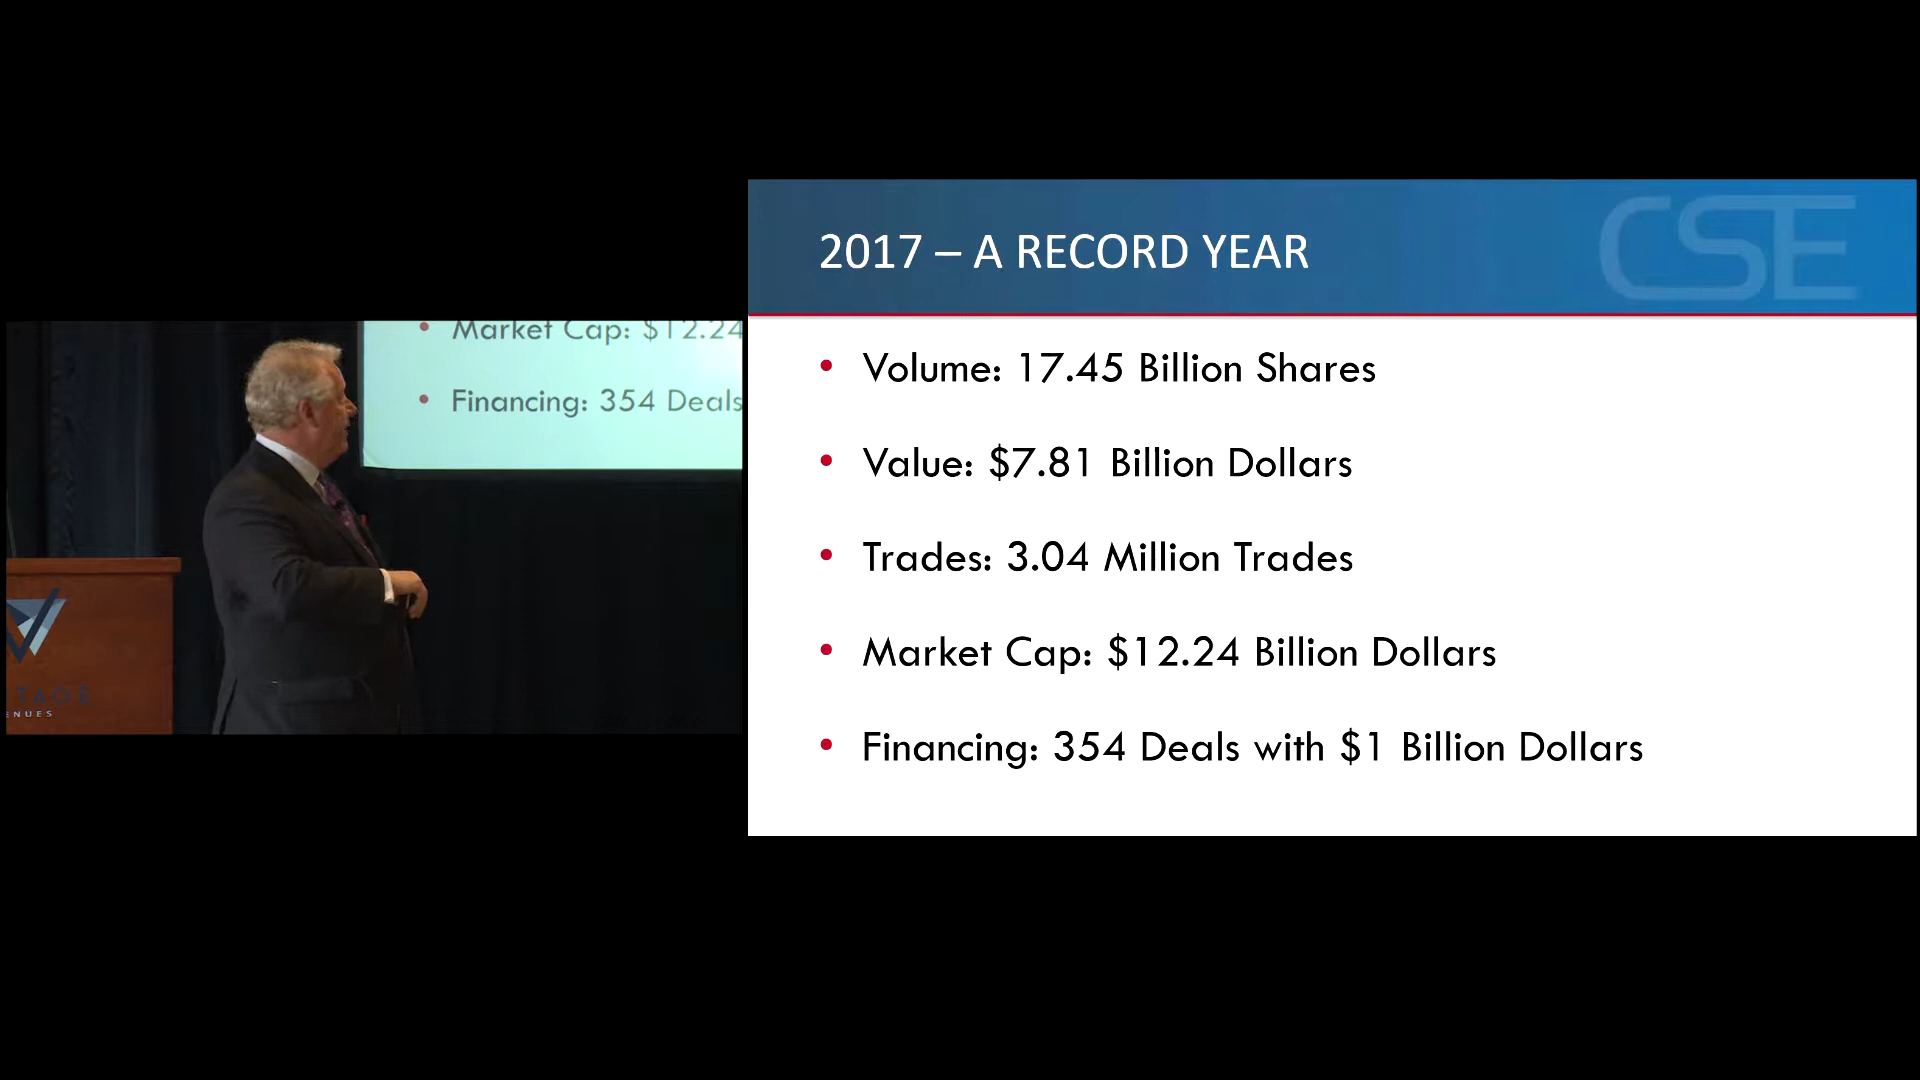 Market Cap: $12.24
Financing: 354 Deals
ENUES
CSE
2017 – A RECORD YEAR
• Volume: 17.45 Billion Shares
• Value: $7.81 Billion Dollars
• Trades: 3.04 Million Trades
• Market Cap: $12.24 Billion Dollars
• Financing: 354 Deals with $1 Billion Dollars